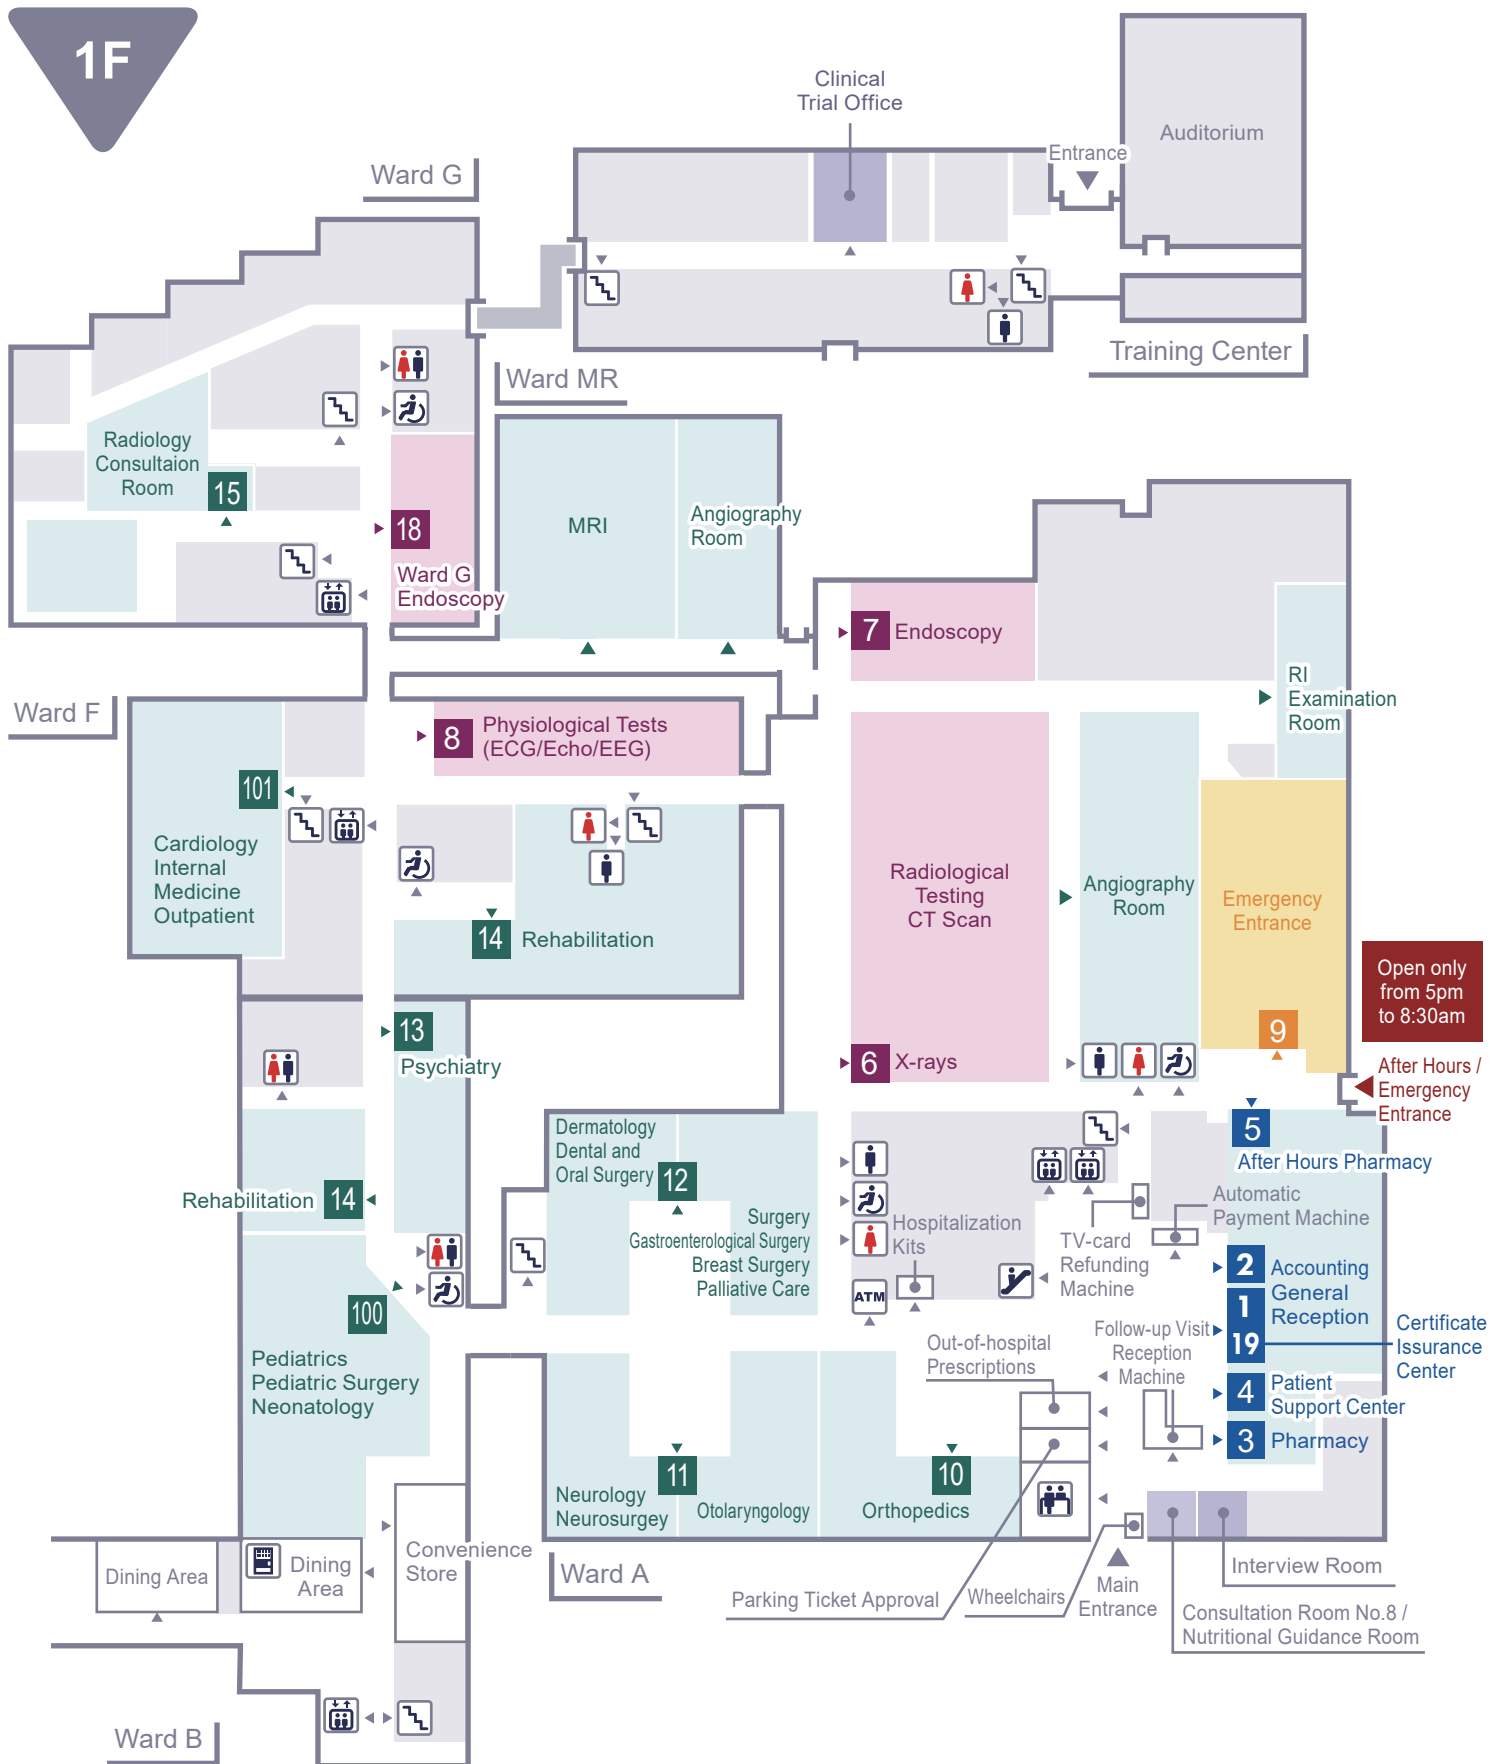 1F
Clinical
Trial Office
Auditorium
Entrance
Ward G
Training Center
Ward MR
Radiology
Consultaion
Room
15
18
Ward G
Endoscopy
MRI
Angiography
Room
7
Endoscopy
RI
Examination
Room
Ward F
8
Physiological Tests
(ECG/Echo/EEG)
101
Cardiology
Internal
Medicine
Outpatient
14
Rehabilitation
Radiological
Testing
CT Scan
Angiography
Room
Emergency
Entrance
9
Open only
from 5pm
to 8:30am
After Hours /
Emergency
Entrance
13
Psychiatry
6
X-rays
5
After Hours Pharmacy
Dermatology
Dental and
Oral Surgery
12
Rehabilitation
14
Surgery
Gastroenterological Surgery
Breast Surgery
Palliative Care
Hospitalization
Kits
ATM
TV-card
Refunding
Machine
Automatic
Payment Machine
2
Accounting
General
Reception
1
19
Certificate
Issurance
Center
100
Pediatrics
Pediatric Surgery
Neonatology
Out-of-hospital
Prescriptions
Follow-up Visit
Reception
Machine
4
Patient
Support Center
3
Pharmacy
11
Neurology
Neurosurgey
Otolaryngology
10
Orthopedics
Dining Area
Dining
Area
Convenience
Store
Ward A
Parking Ticket Approval
Wheelchairs
Main
Entrance
Interview Room
Consultation Room No.8 /
Nutritional Guidance Room
Ward B